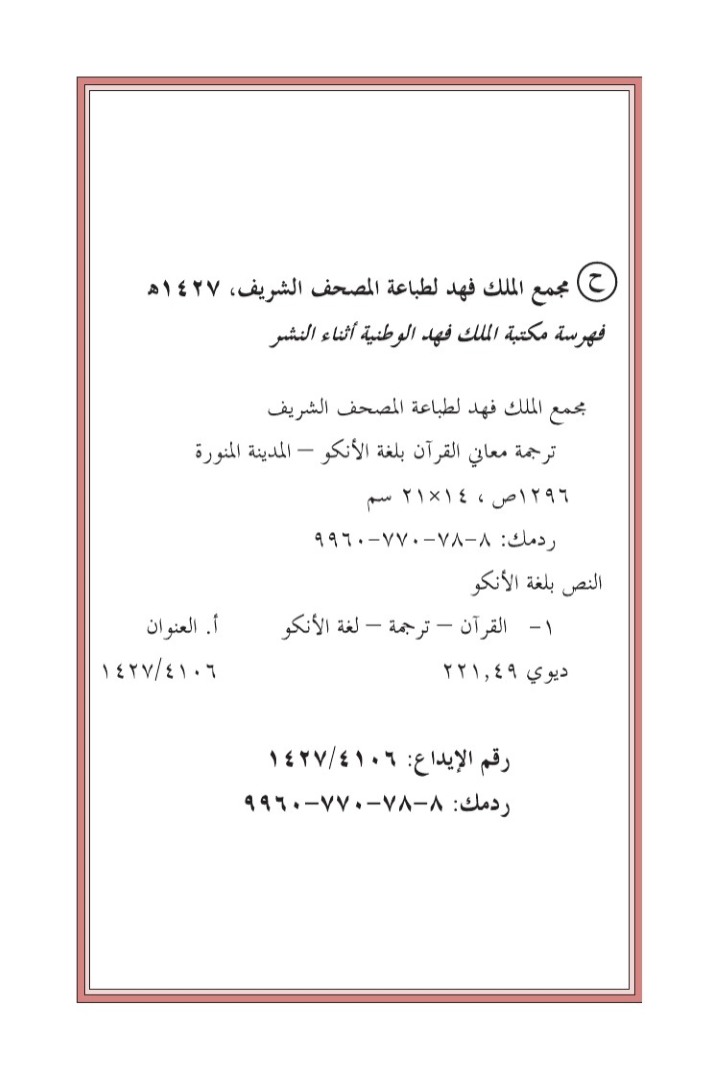 ح مجمع الملك فهد لطباعة المصحف الشريف، ١٤٢٧ه
فهرسة مكتبة الملك فهد الوطنية أثناء النشر
مجمع الملك فهد لطباعة المصحف الشريف
ترجمة معاني القرآن بلغة الأنكو – المدينة المنورة
١٢٩٦ص ، ١٤×٢١ سم
ردمك: ٨-٧٨-٧٧٠-٩٩٦٠
النص بلغة الأنكو
١- القرآن – ترجمة – لغة الأنكو أ. العنوان
ديوي ٢٢١,٤٩ ١٤٢٧/٤١٠٦
رقم الإيداع: ١٤٢٧/٤١٠٦
ردمك: ٨-٧٨-٧٧٠-٩٩٦٠